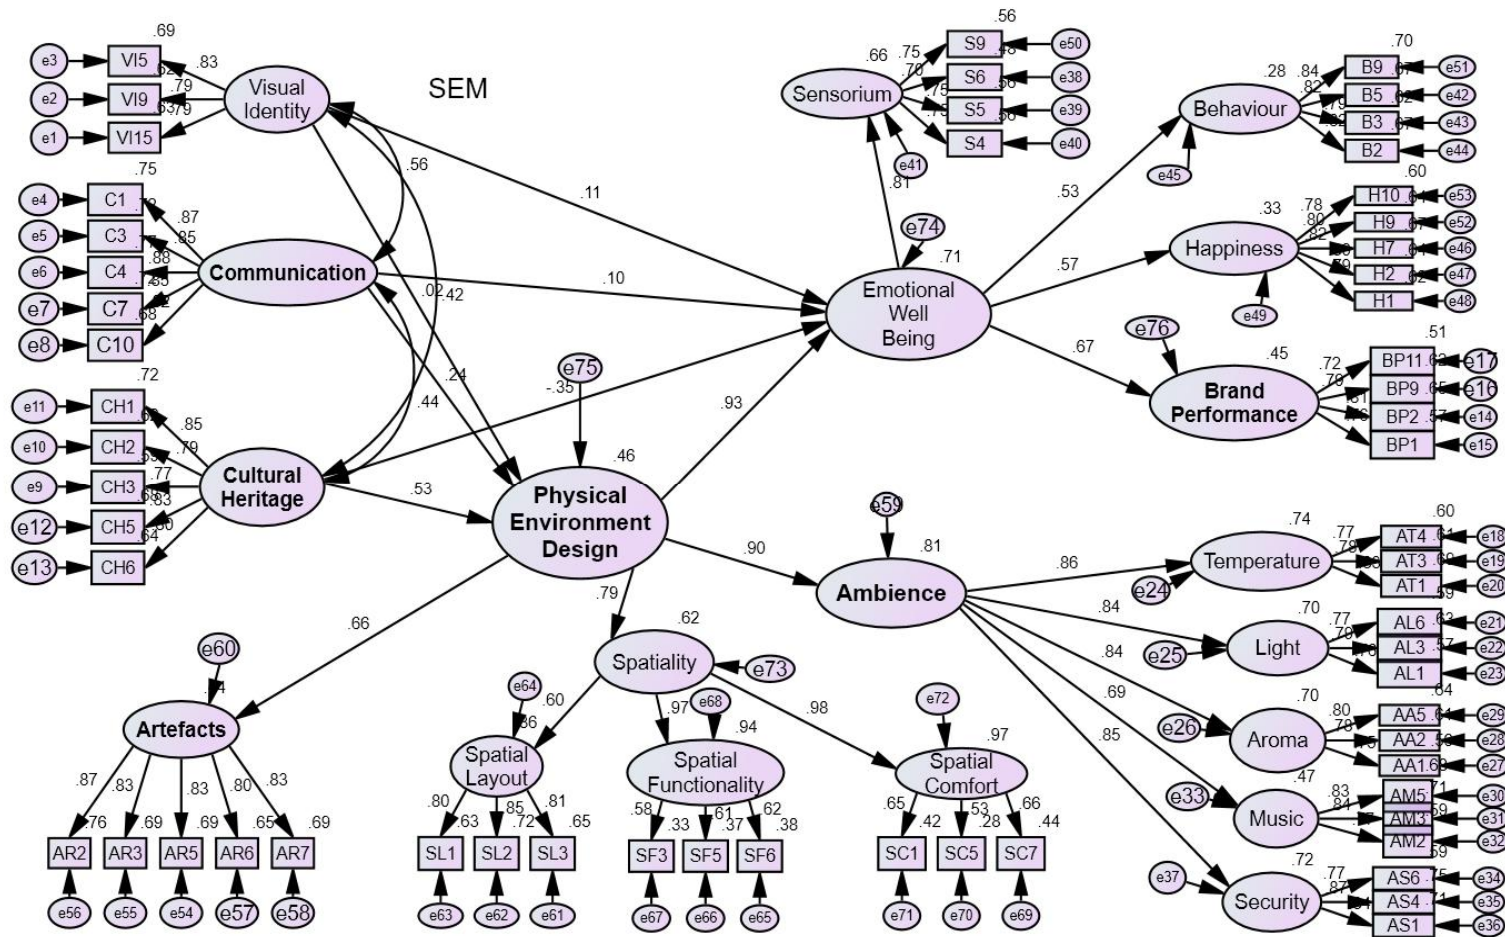 SEM
.69
e3
VI5
.83
e2
VI9
.79
e1
VI15
Visual
Identity
.56
.75
e4
C1
.87
e5
C3
.85
e6
C4
.88
e7
C7
e8
C10
.68
Communication
.72
e11
CH1
.85
e10
CH2
.79
e9
CH3
.77
e12
CH5
.83
e13
CH6
.64
Cultural
Heritage
.11
.10
.02
.42
.24
.44
-.35
.53
.93
e75
.46
Physical
Environment
Design
e74
.71
Emotional
Well
Being
.81
.66
Sensorium
e41
.56
.75
S9
e50
.70
S6
e38
.75
S5
e39
S4
e40
.53
.28
Behaviour
e45
.70
.84
B9
e51
.82
B5
e42
B3
e43
B2
e44
.57
.33
Happiness
e49
.60
.78
H10
e53
.80
H9
e52
.82
H7
e46
H2
e47
.79
H1
e48
.67
e76
.45
Brand
Performance
.51
.72
BP11
e17
BP9
e16
BP2
.57
e14
BP1
e15
.90
e59
.81
Ambience
.86
.74
Temperature
e24
.60
.77
AT4
e18
AT3
e19
AT1
e20
.59
.84
.70
Light
e25
.77
AL6
e21
AL3
.57
e22
AL1
e23
.64
.84
.70
Aroma
e26
.80
AA5
e29
.78
AA2
e28
AA1
e27
.69
.47
Music
e33
.83
AM5
.71
e30
.84
AM3
e31
AM2
e32
.59
.85
.72
Security
e37
.77
AS6
e34
.87
AS4
e35
AS1
e36
.79
.62
Spatiality
e73
.60
e64
Spatial
Layout
.80
.85
.81
.63
.72
.65
SL1
SL2
SL3
e63
e62
e61
.97
e68
.94
Spatial
Functionality
.58
.61
.62
.33
.37
.38
SF3
SF5
SF6
e67
e66
e65
.98
e72
.97
Spatial
Comfort
.65
.53
.66
.42
.28
.44
SC1
SC5
SC7
e71
e70
e69
.66
e60
Artefacts
.87
.83
.83
.80
.83
.76
.69
.69
.65
.69
AR2
AR3
AR5
AR6
AR7
e56
e55
e54
e57
e58